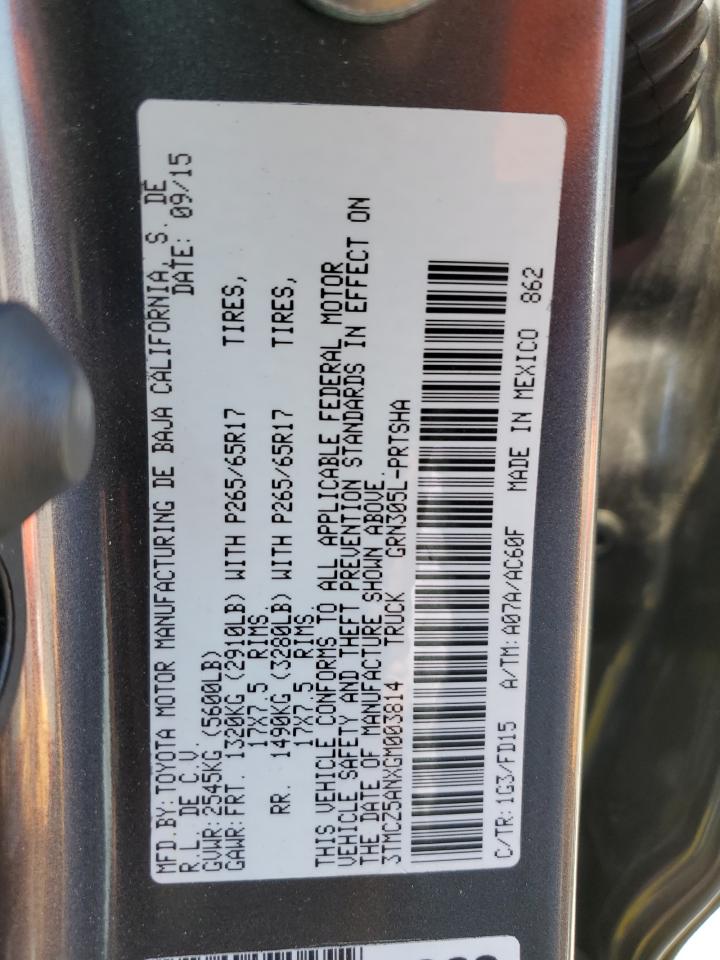 MFD.BY:TOYOTA MOTOR MANUFACTURING DE BAJA CALIFORNIA, S. DE
R.L. DE C.V. DATE: 09/15
GVWR:2545KG (5600LB)
GAWR:FRT. 1320KG (2910LB) WITH P265/65R17 TIRES,
17X7.5 RIMS
RR. 1490KG (3280LB) WITH P265/65R17 TIRES,
17X7.5 RIMS
THIS VEHICLE CONFORMS TO ALL APPLICABLE FEDERAL MOTOR
VEHICLE SAFETY AND THEFT PREVENTION STANDARDS IN EFFECT ON
THE DATE OF MANUFACTURE SHOWN ABOVE.
3TMCZ5ANXGM003814 TRUCK GRN305L-PRTSHA
C/TR:1G3/FD15 A/TM:A07A/AC60F MADE IN MEXICO 862